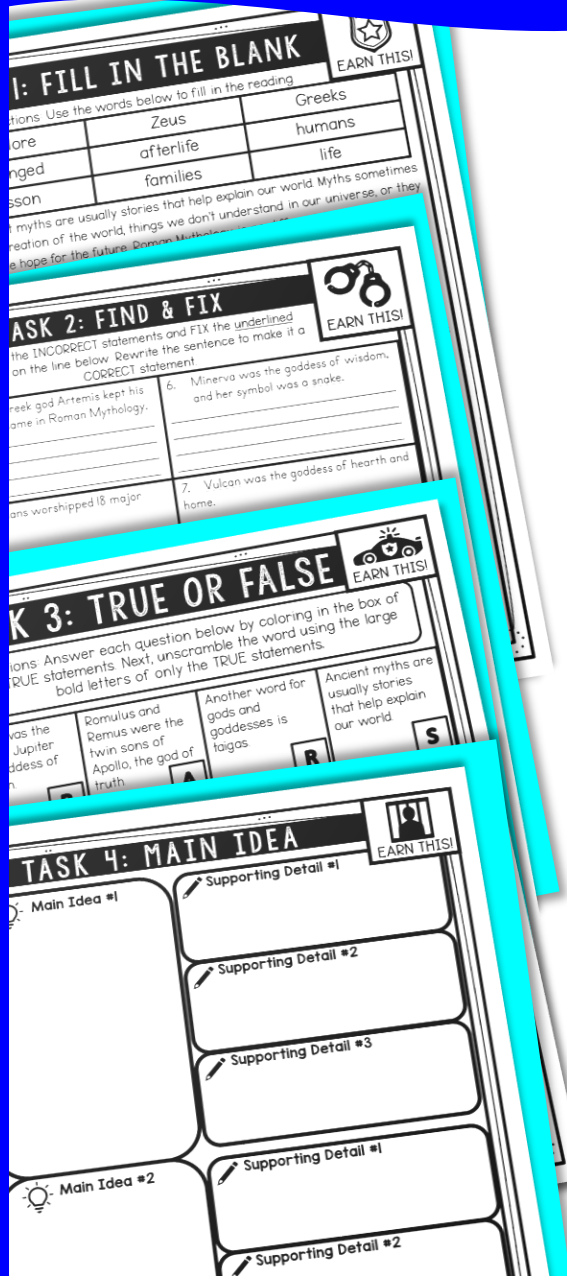 1: FILL IN THE BLANK
EARN THIS!
Use the words below to fill in the reading
Zeus
Greeks
afterlife
humans
families
life
myths are usually stories that help explain our world. Myths sometimes
of the world, things we don't understand in our universe, or they
hope for the future. Roman
TASK 2: FIND & FIX
EARN THIS!
the INCORRECT statements and FIX the underlined
on the line below. Rewrite the sentence to make it a
CORRECT statement.
god Artemis kept his
in Roman Mythology.
6. Minerva was the goddess of wisdom,
and her symbol was a snake.
worshipped 18 major
7. Vulcan was the goddess of hearth and
home.
3: TRUE OR FALSE
EARN THIS!
Answer each question below by coloring in the box of
TRUE statements. Next, unscramble the word using the large
bold letters of only the TRUE statements.
was the
Jupiter
of
Romulus and
Remus were the
twin sons of
Apollo, the god of
truth.
A
Another word for
gods and
goddesses is
taigas.
R
Ancient myths are
usually stories
that help explain
our world.
S
TASK 4: MAIN IDEA
EARN THIS!
Main Idea #1
Supporting Detail #1
Supporting Detail #2
Supporting Detail #3
Main Idea #2
Supporting Detail #1
Supporting Detail #2